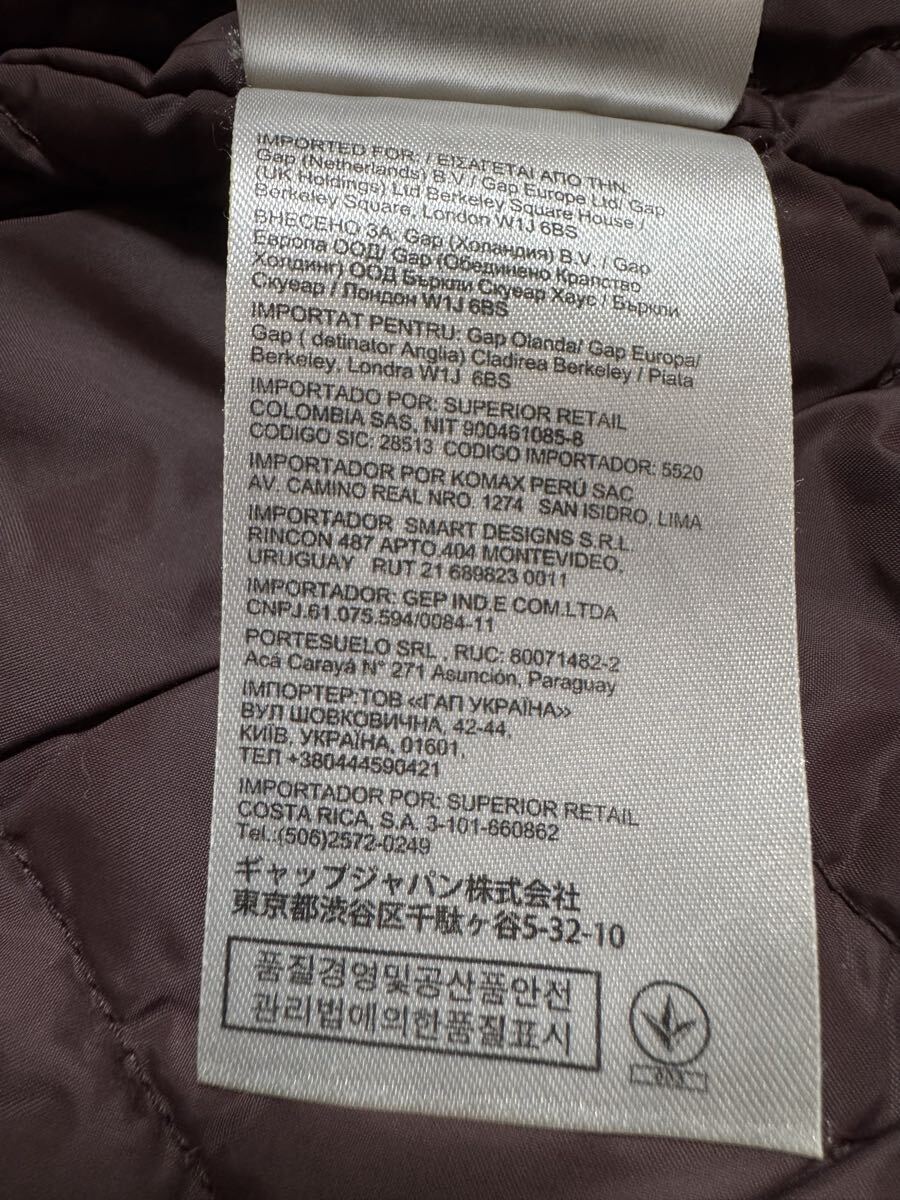 IMPORTED FOR: / ΕΙΣΑΓΕΤΑΙ ΑΠΟ ΤΗΝ:
Gap (Netherlands) B.V./ Gap Europe Ltd/ Gap
(UK Holdings) Ltd Berkeley Square House /
Berkeley Square, London W1J 6BS
ВНЕСЕНО ЗА, Gap (Холандия) B.V. / Gap
Европа ООД/ Gap (Обединено Крапство
Холдинг) ООД Бъркли Скуеар Хаус / Бъркли
Скуеар / Лондон W1J 6BS
IMPORTAT PENTRU: Gap Olanda/ Gap Europa/
Gap ( detinator Anglia) Cladirea Berkeley / Piata
Berkeley, Londra W1J 6BS
IMPORTADO POR: SUPERIOR RETAIL
COLOMBIA SAS, NIT 900461085-8
CODIGO SIC: 28513 CODIGO IMPORTADOR: 5520
IMPORTADOR POR KOMAX PERÚ SAC
AV. CAMINO REAL NRO. 1274 SAN ISIDRO, LIMA
IMPORTADOR SMART DESIGNS S.R.L.
RINCON 487 APTO.404 MONTEVIDEO,
URUGUAY RUT 21 689823 0011
IMPORTADOR: GEP IND.E COM.LTDA
CNPJ.61.075.594/0084-11
PORTESUELO SRL , RUC: 80071482-2
Acá Carayá N° 271 Asunción, Paraguay
ІМПОРТЕР:ТОВ «ГАП УКРАЇНА»
ВУЛ ШОВКОВИЧНА, 42-44,
КИЇВ, УКРАЇНА, 01601,
ТЕЛ +380444590421
IMPORTADOR POR: SUPERIOR RETAIL
COSTA RICA, S.A. 3-101-660862
Tel.:(506)2572-0249
ギャップジャパン株式会社
東京都渋谷区千駄ヶ谷5-32-10
품질경영및공산품안전
관리법에의한품질표시